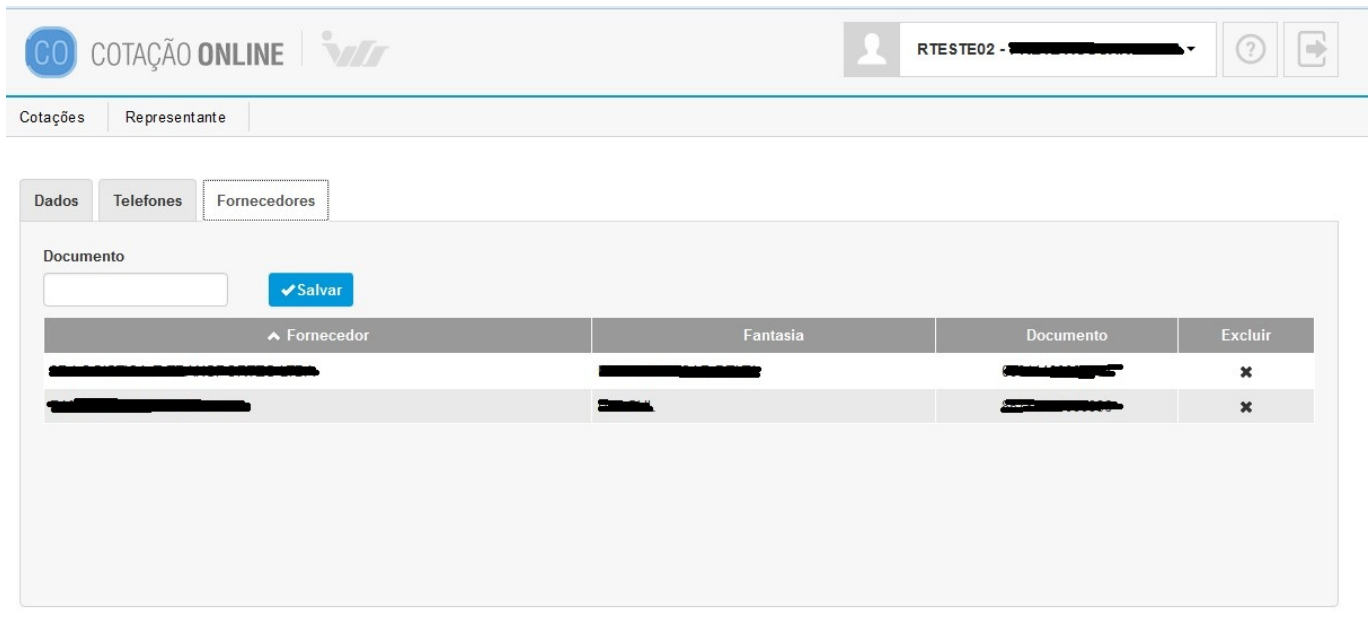 CO COTAÇÃO ONLINE
RTESTE02 -
Cotações Representante
Dados Telefones Fornecedores
Documento
Salvar
Fornecedor Fantasia Documento Excluir